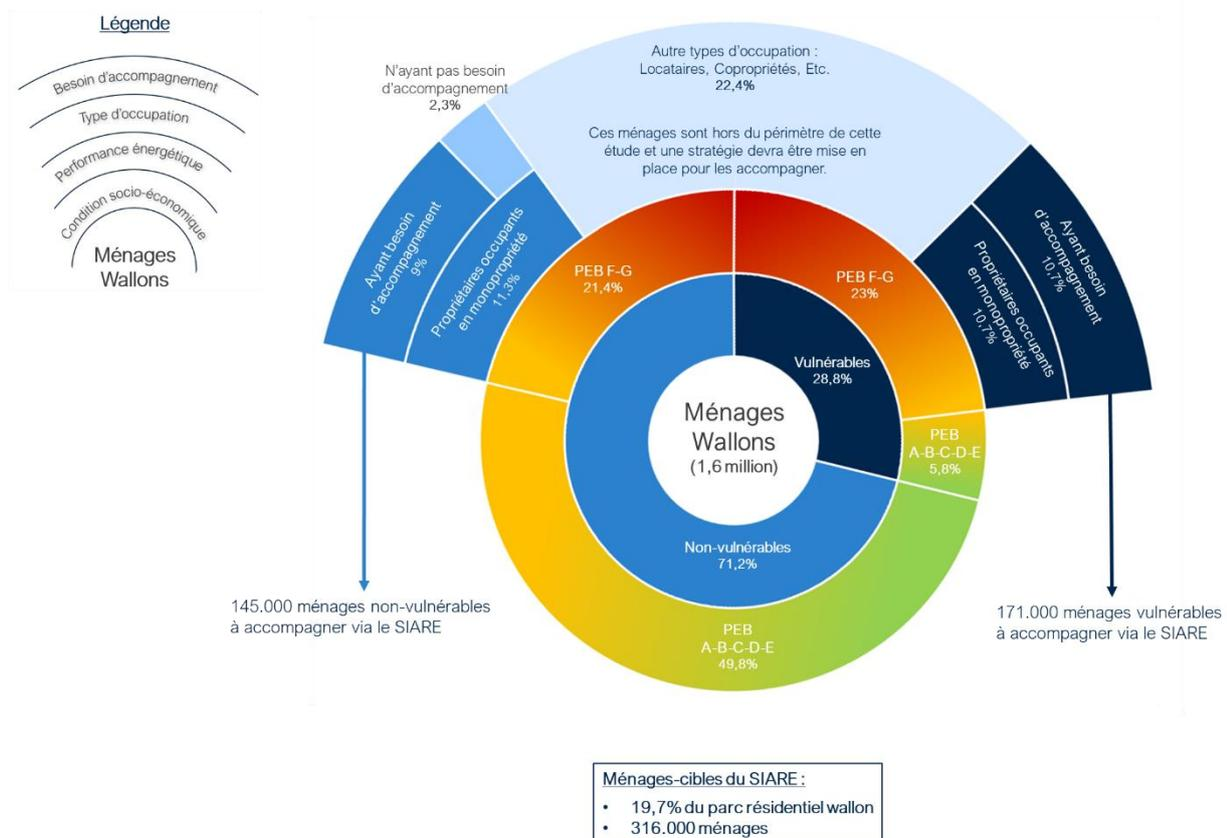 Légende
Besoin d'accompagnement
Type d'occupation
Performance énergétique
Condition socio-économique
Ménages
Wallons
N'ayant pas besoin
d'accompagnement
2,3%
Autre types d'occupation :
Locataires, Copropriétés, Etc.
22,4%
Ces ménages sont hors du périmètre de cette
étude et une stratégie devra être mise en
place pour les accompagner.
Ayant besoin
d'accompagnement
9%
Propriétaires occupants
en monopropriété
11,3%
PEB F-G
21,4%
PEB F-G
23%
Propriétaires occupants
en monopropriété
10,7%
Ayant besoin
d'accompagnement
10,7%
Vulnérables
28,8%
Ménages
Wallons
(1,6 million)
PEB
A-B-C-D-E
5,8%
Non-vulnérables
71,2%
PEB
A-B-C-D-E
49,8%
145.000 ménages non-vulnérables
à accompagner via le SIARE
171.000 ménages vulnérables
à accompagner via le SIARE
Ménages-cibles du SIARE :
• 19,7% du parc résidentiel wallon
• 316.000 ménages